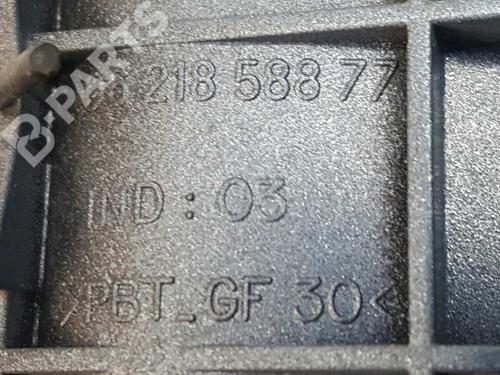 B-PARTS
218 588 77
IND : 03
>PBT_GF 30<